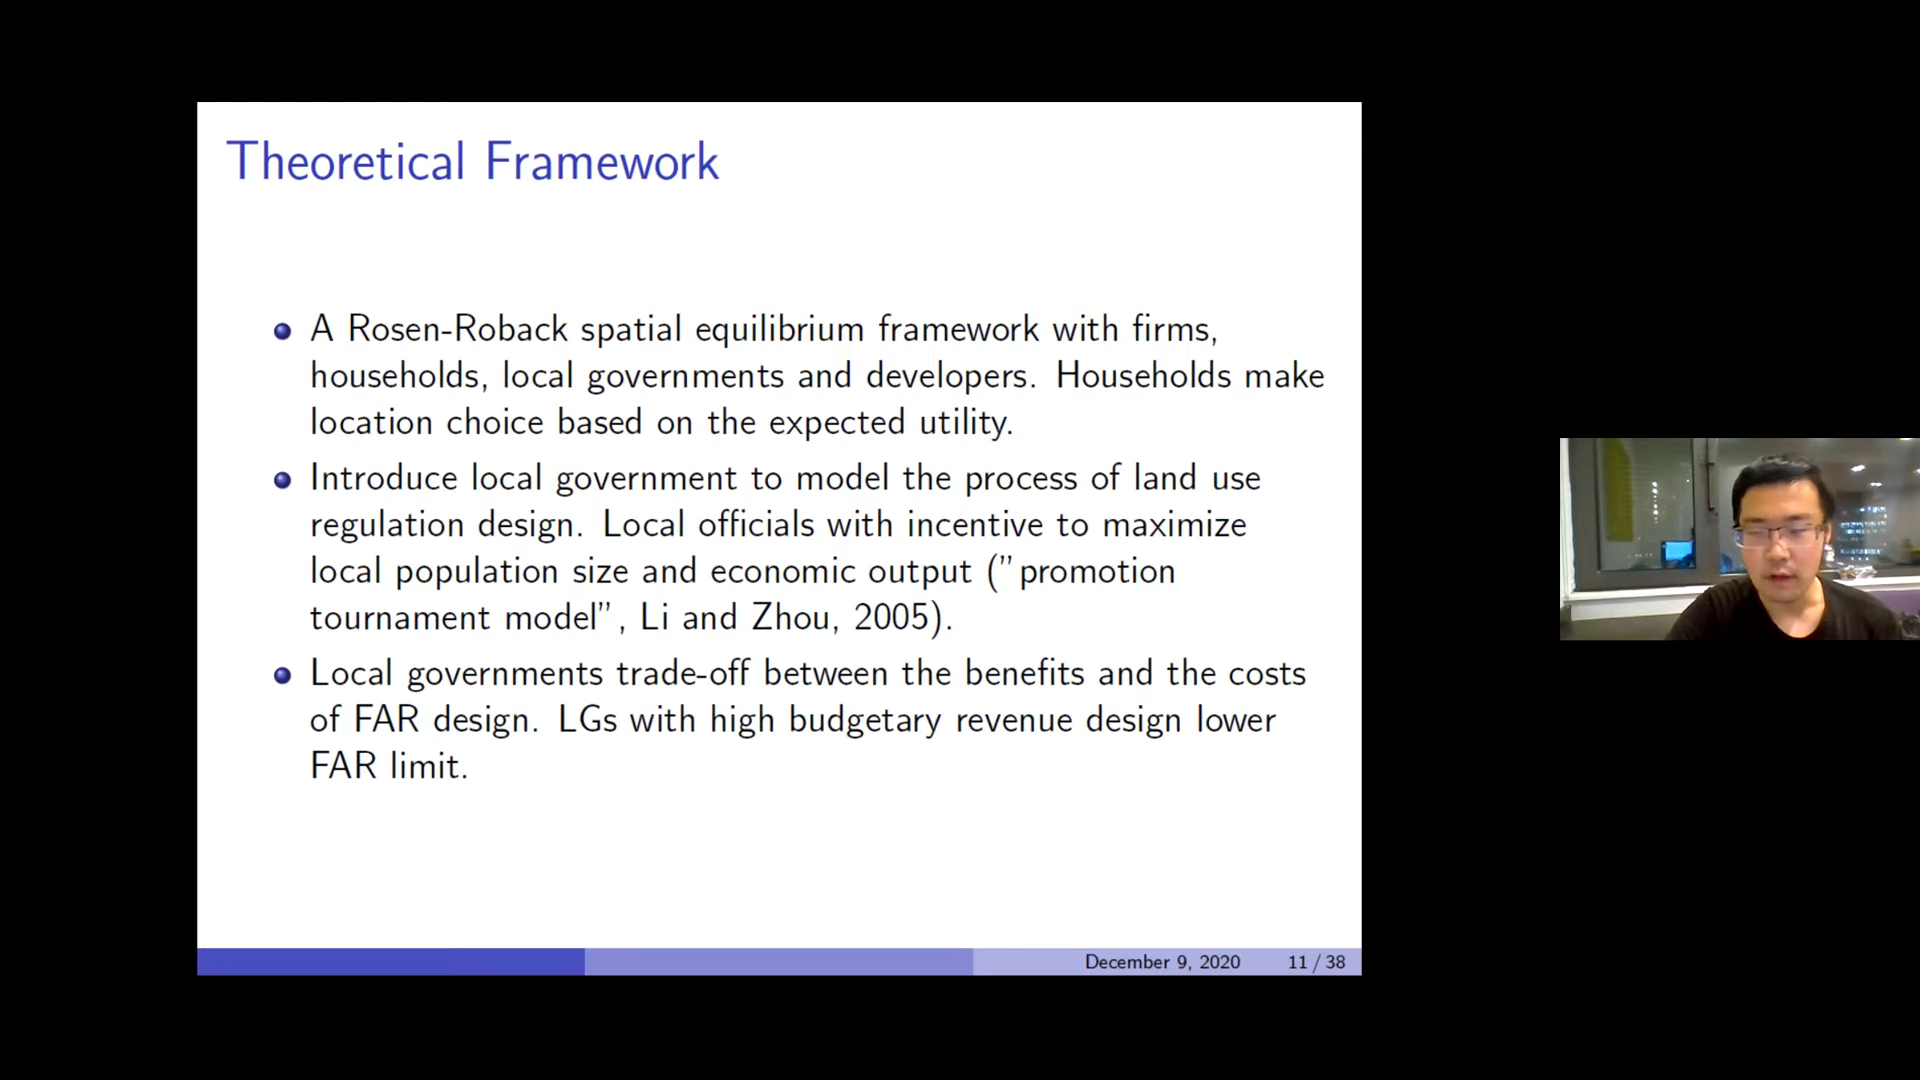 Theoretical Framework
A Rosen-Roback spatial equilibrium framework with firms,
households, local governments and developers. Households make
location choice based on the expected utility.
Introduce local government to model the process of land use
regulation design. Local officials with incentive to maximize
local population size and economic output ("promotion
tournament model", Li and Zhou, 2005).
Local governments trade-off between the benefits and the costs
of FAR design. LGs with high budgetary revenue design lower
FAR limit.
December 9, 2020 11 / 38